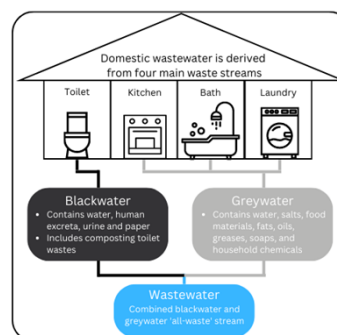 Domestic wastewater is derived
from four main waste streams
Toilet
Kitchen
Bath
Laundry
Blackwater
• Contains water, human
excreta, urine and paper
• Includes composting toilet
wastes
Greywater
• Contains water, salts, food
materials, fats, oils,
greases, soaps, and
household chemicals
Wastewater
Combined blackwater and
greywater 'all-waste' stream